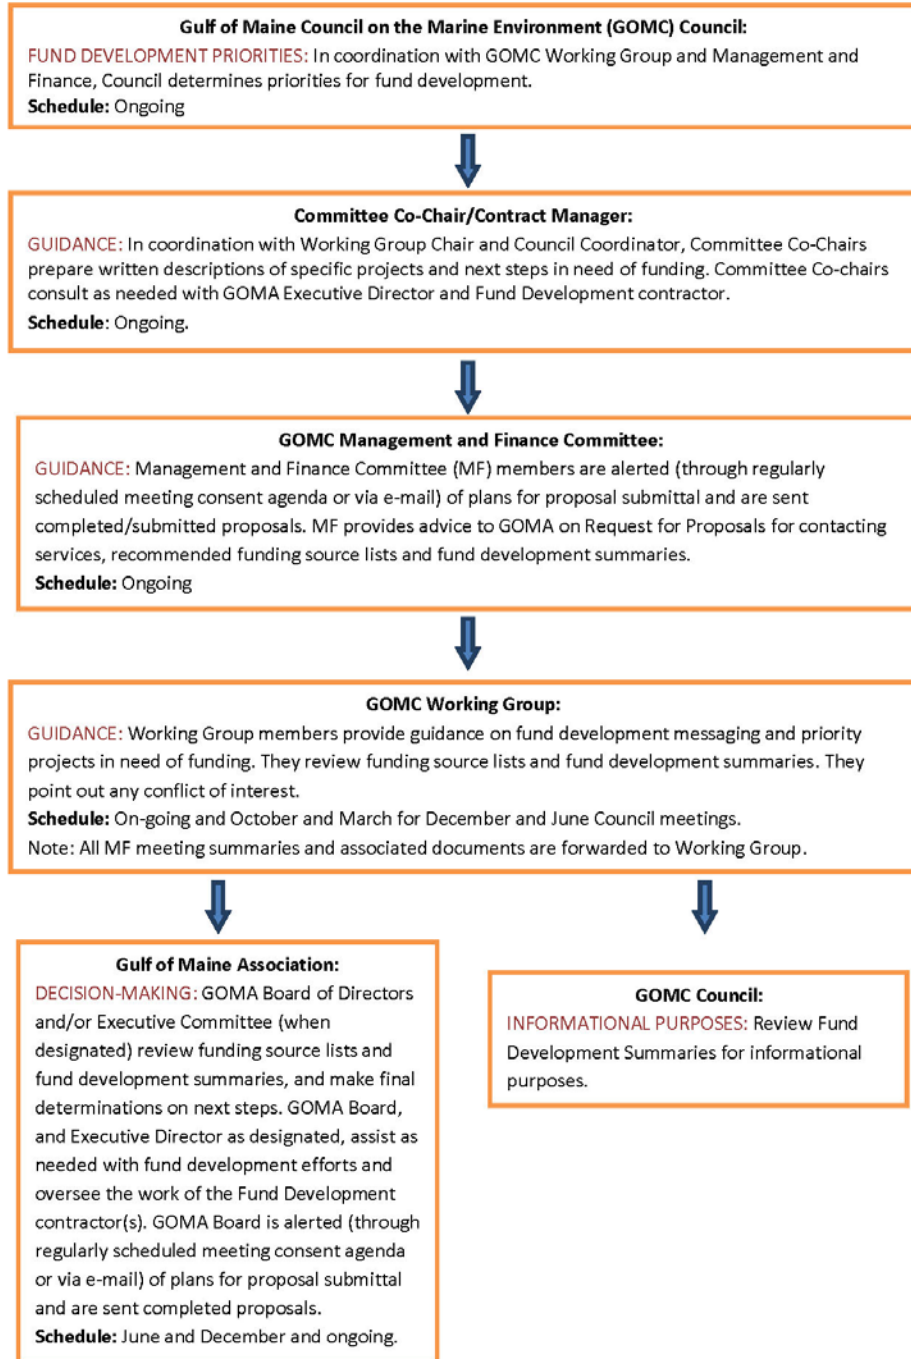 Gulf of Maine Council on the Marine Environment (GOMC) Council:
FUND DEVELOPMENT PRIORITIES: In coordination with GOMC Working Group and Management and
Finance, Council determines priorities for fund development.
Schedule: Ongoing
Committee Co-Chair/Contract Manager:
GUIDANCE: In coordination with Working Group Chair and Council Coordinator, Committee Co-Chairs
prepare written descriptions of specific projects and next steps in need of funding. Committee Co-chairs
consult as needed with GOMA Executive Director and Fund Development contractor.
Schedule: Ongoing.
GOMC Management and Finance Committee:
GUIDANCE: Management and Finance Committee (MF) members are alerted (through regularly
scheduled meeting consent agenda or via e-mail) of plans for proposal submittal and are sent
completed/submitted proposals. MF provides advice to GOMA on Request for Proposals for contacting
services, recommended funding source lists and fund development summaries.
Schedule: Ongoing
GOMC Working Group:
GUIDANCE: Working Group members provide guidance on fund development messaging and priority
projects in need of funding. They review funding source lists and fund development summaries. They
point out any conflict of interest.
Schedule: On-going and October and March for December and June Council meetings.
Note: All MF meeting summaries and associated documents are forwarded to Working Group.
Gulf of Maine Association:
DECISION-MAKING: GOMA Board of Directors
and/or Executive Committee (when
designated) review funding source lists and
fund development summaries, and make final
determinations on next steps. GOMA Board,
and Executive Director as designated, assist as
needed with fund development efforts and
oversee the work of the Fund Development
contractor(s). GOMA Board is alerted (through
regularly scheduled meeting consent agenda
or via e-mail) of plans for proposal submittal
and are sent completed proposals.
Schedule: June and December and ongoing.
GOMC Council:
INFORMATIONAL PURPOSES: Review Fund
Development Summaries for informational
purposes.